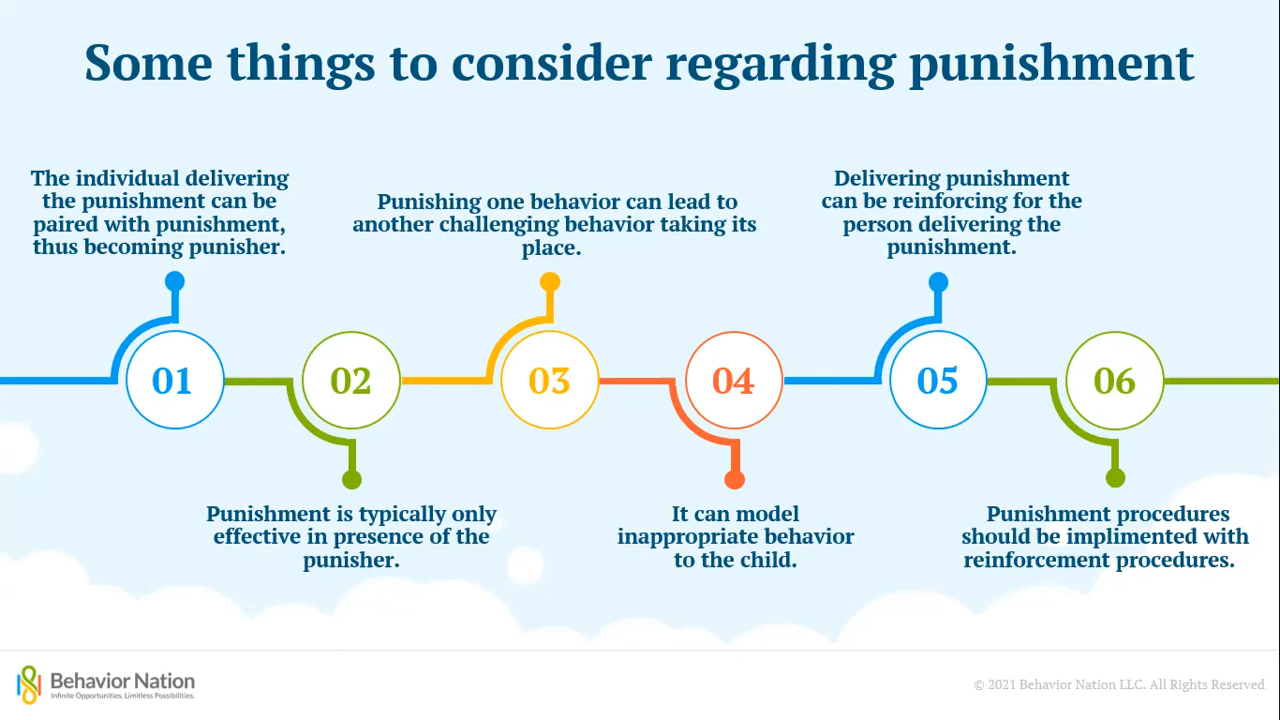 Some things to consider regarding punishment
The individual delivering
the punishment can be
paired with punishment,
thus becoming punisher.
Punishing one behavior can lead to
another challenging behavior taking its
place.
Delivering punishment
can be reinforcing for the
person delivering the
punishment.
01
02
03
04
05
06
Punishment is typically only
effective in presence of the
punisher.
It can model
inappropriate behavior
to the child.
Punishment procedures
should be implimented with
reinforcement procedures.
Behavior Nation
Infinite Opportunities. Limitless Possibilities.
© 2021 Behavior Nation LLC. All Rights Reserved